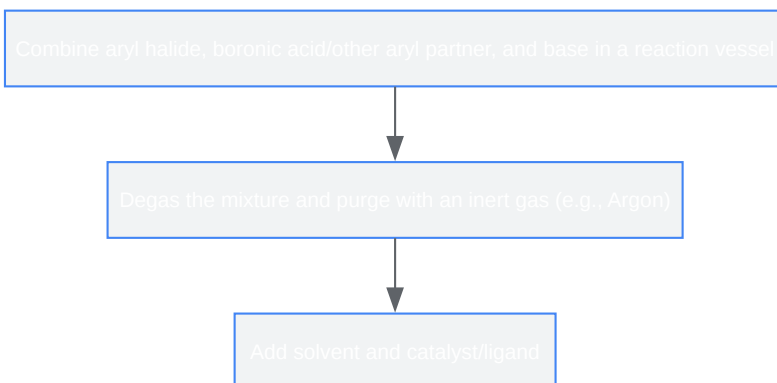 Combine aryl halide, boronic acid/other aryl partner, and base in a reaction vessel
Degas the mixture and purge with an inert gas (e.g., Argon)
Add solvent and catalyst/ligand